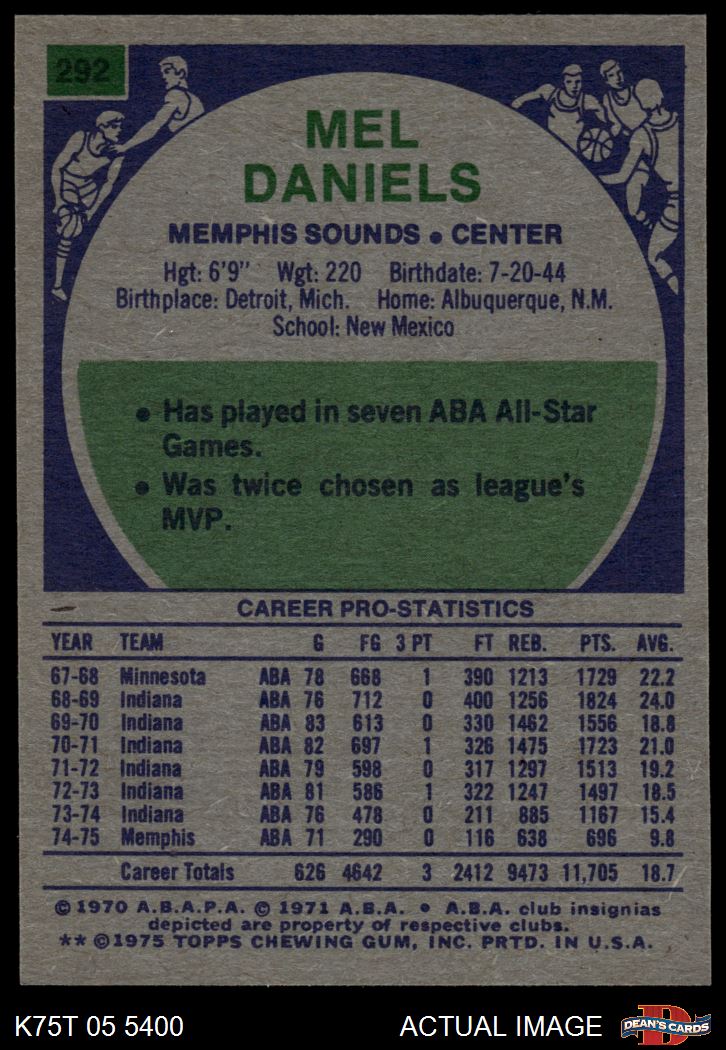 292
MEL
DANIELS
MEMPHIS SOUNDS • CENTER
Hgt: 6'9" Wgt: 220 Birthdate: 7-20-44
Birthplace: Detroit, Mich. Home: Albuquerque, N.M.
School: New Mexico
• Has played in seven ABA All-Star
Games.
• Was twice chosen as league's
MVP.
CAREER PRO-STATISTICS
YEAR TEAM G FG 3 PT FT REB. PTS. AVG.
67-68 Minnesota ABA 78 668 1 390 1213 1729 22.2
68-69 Indiana ABA 76 712 0 400 1256 1824 24.0
69-70 Indiana ABA 83 613 0 330 1462 1556 18.8
70-71 Indiana ABA 82 697 1 326 1475 1723 21.0
71-72 Indiana ABA 79 598 0 317 1297 1513 19.2
72-73 Indiana ABA 81 586 1 322 1247 1497 18.5
73-74 Indiana ABA 76 478 0 211 885 1167 15.4
74-75 Memphis ABA 71 290 0 116 638 696 9.8
Career Totals 626 4642 3 2412 9473 11,705 18.7
©1970 A.B.A.P.A. ©1971 A.B.A. • A.B.A. club insignias
depicted are property of respective clubs.
** ©1975 TOPPS CHEWING GUM, INC. PRTD. IN U.S.A.
K75T 05 5400 ACTUAL IMAGE D DEAN'S CARDS